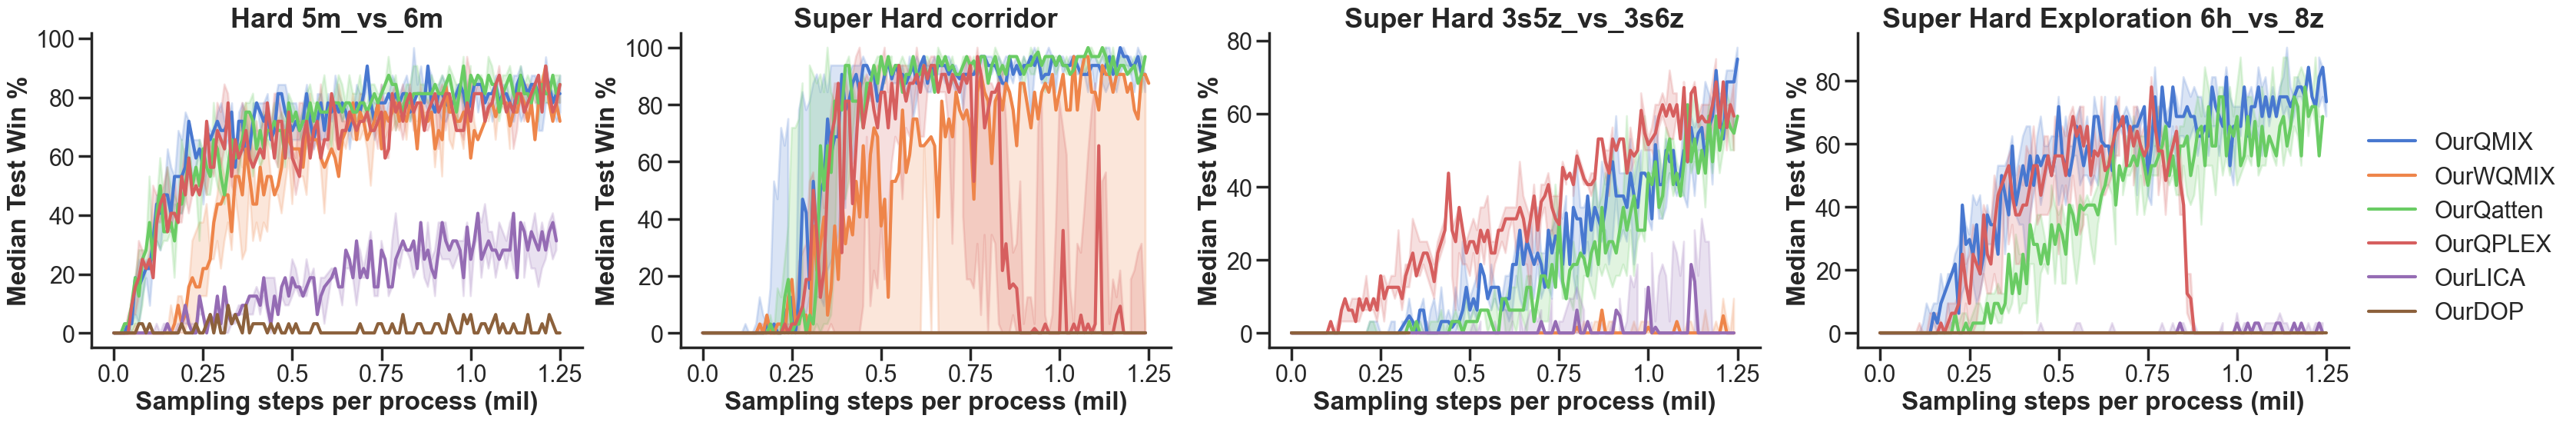 Hard 5m_vs_6m
Median Test Win %
100
80
60
40
20
0
0.0 0.25 0.5 0.75 1.0 1.25
Sampling steps per process (mil)
Super Hard corridor
Median Test Win %
100
80
60
40
20
0
0.0 0.25 0.5 0.75 1.0 1.25
Sampling steps per process (mil)
Super Hard 3s5z_vs_3s6z
Median Test Win %
80
60
40
20
0
0.0 0.25 0.5 0.75 1.0 1.25
Sampling steps per process (mil)
Super Hard Exploration 6h_vs_8z
Median Test Win %
80
60
40
20
0
0.0 0.25 0.5 0.75 1.0 1.25
Sampling steps per process (mil)
OurQMIX
OurWQMIX
OurQatten
OurQPLEX
OurLICA
OurDOP